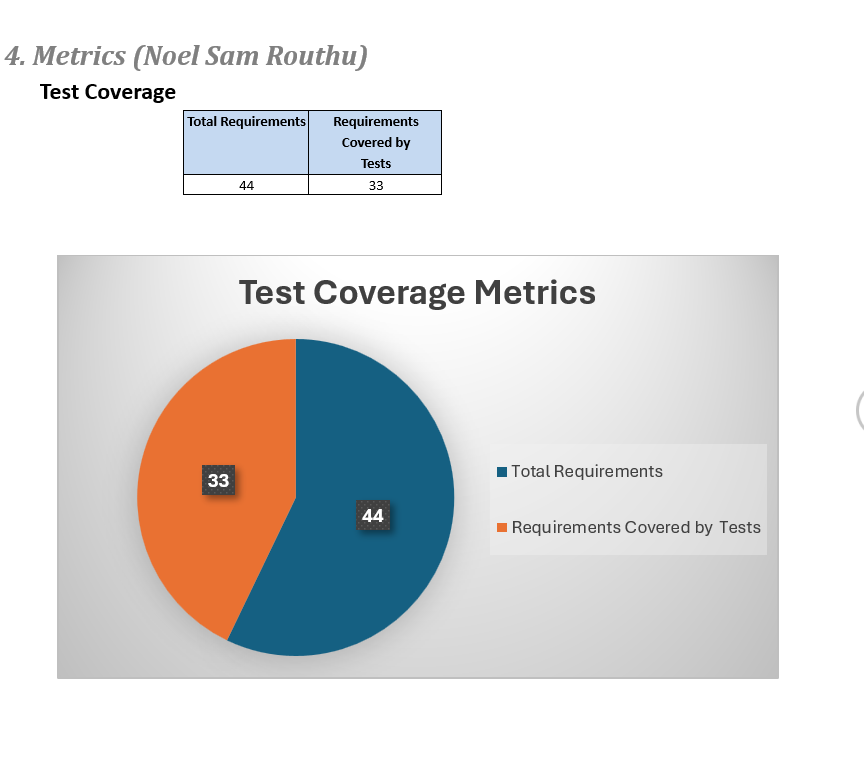 4. Metrics (Noel Sam Routhu)
Test Coverage
Total Requirements
Requirements
Covered by
Tests
44
33
Test Coverage Metrics
33
44
Total Requirements
Requirements Covered by Tests